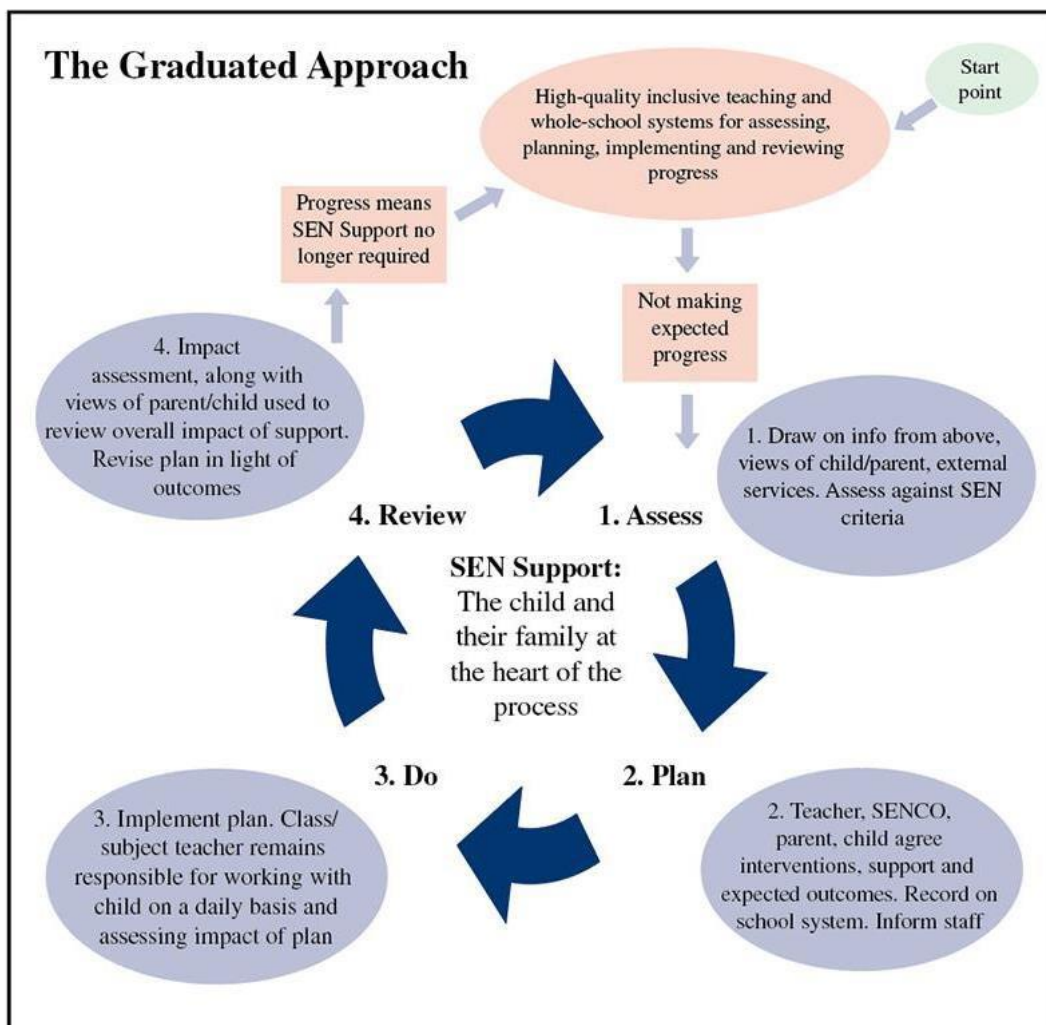 The Graduated Approach
Start
point
High-quality inclusive teaching and
whole-school systems for assessing,
planning, implementing and reviewing
progress
Progress means
SEN Support no
longer required
Not making
expected
progress
4. Impact
assessment, along with
views of parent/child used to
review overall impact of support.
Revise plan in light of
outcomes
1. Draw on info from above,
views of child/parent, external
services. Assess against SEN
criteria
4. Review
1. Assess
SEN Support:
The child and
their family at
the heart of the
process
3. Do
2. Plan
3. Implement plan. Class/
subject teacher remains
responsible for working with
child on a daily basis and
assessing impact of plan
2. Teacher, SENCO,
parent, child agree
interventions, support and
expected outcomes. Record on
school system. Inform staff